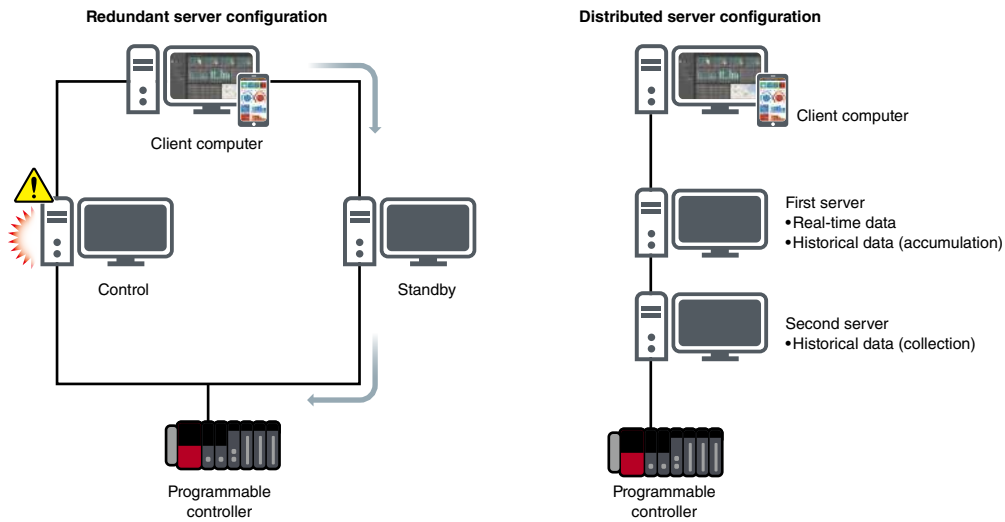 Redundant server configuration
Client computer
Control
Standby
Programmable
controller
Distributed server configuration
Client computer
First server
•Real-time data
•Historical data (accumulation)
Second server
•Historical data (collection)
Programmable
controller